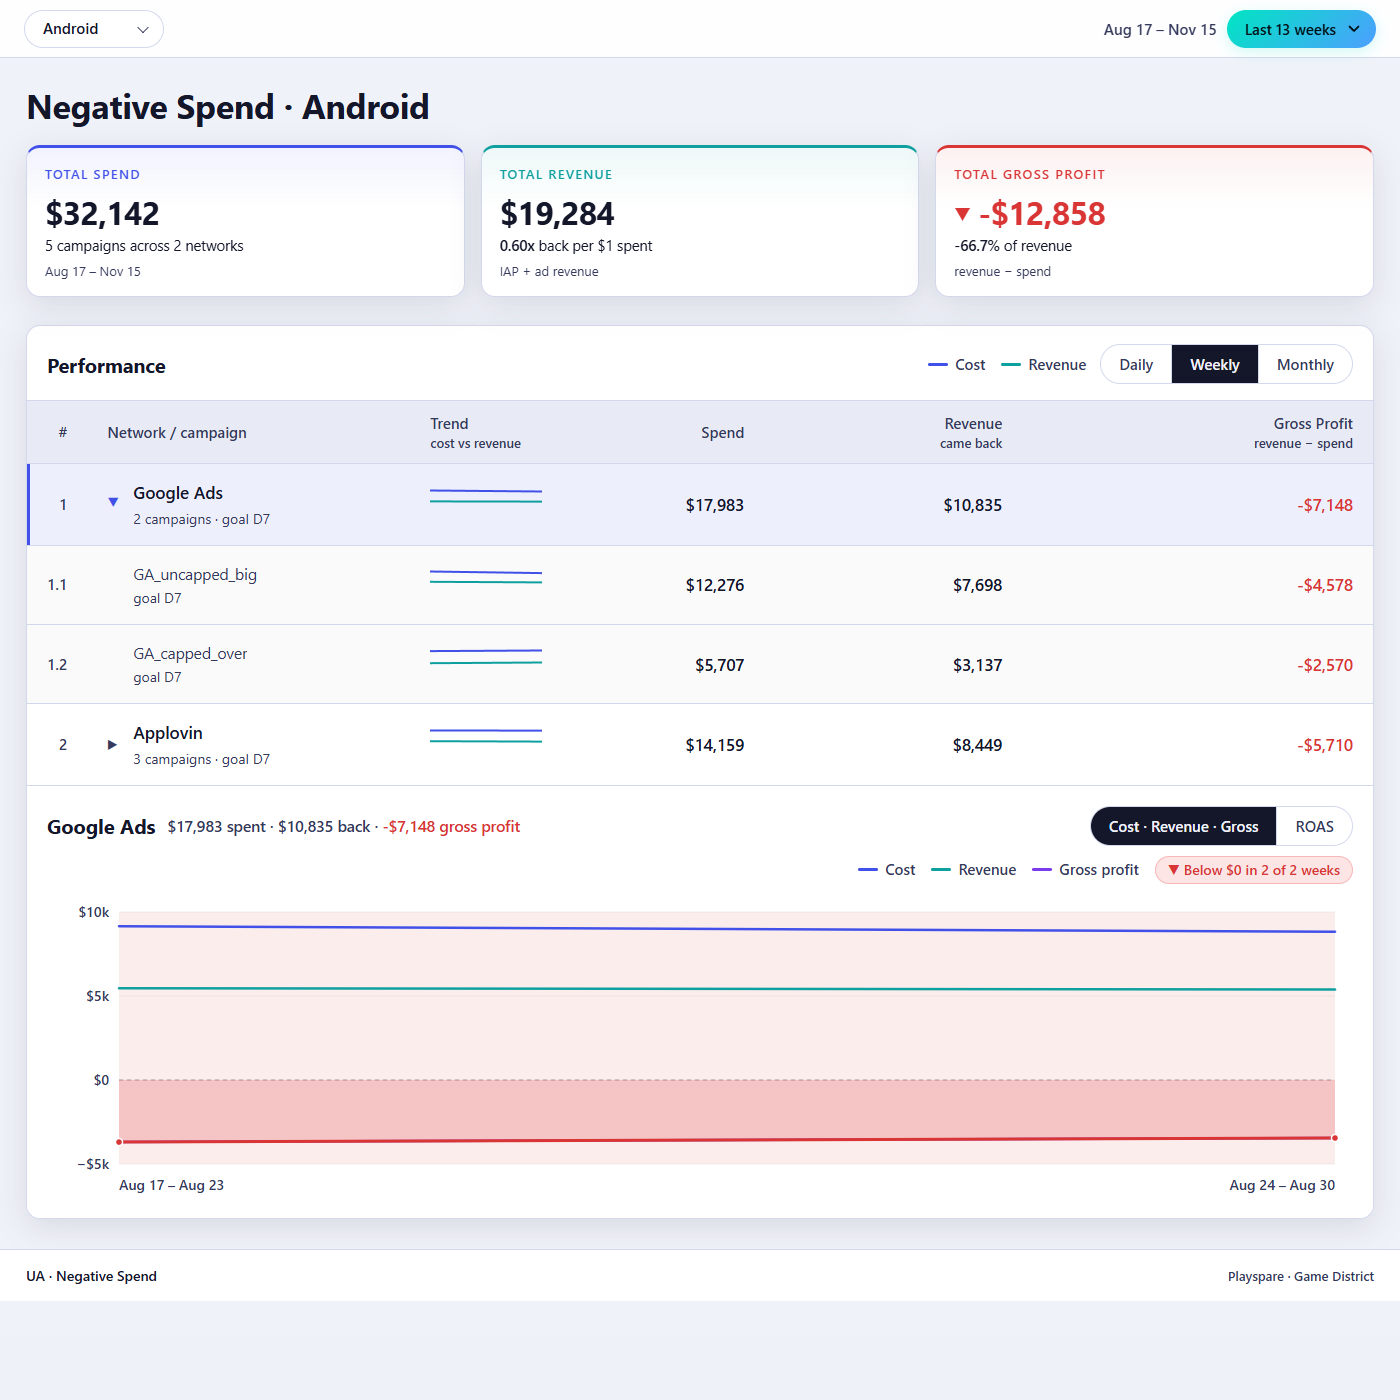 Android
Aug 17 – Nov 15
Last 13 weeks
Negative Spend · Android
TOTAL SPEND
$32,142
5 campaigns across 2 networks
Aug 17 – Nov 15
TOTAL REVENUE
$19,284
0.60x back per $1 spent
IAP + ad revenue
TOTAL GROSS PROFIT
▼ -$12,858
-66.7% of revenue
revenue − spend
Performance
Cost
Revenue
Daily
Weekly
Monthly
#
Network / campaign
Trend
cost vs revenue
Spend
Revenue
came back
Gross Profit
revenue − spend
1
▼
Google Ads
2 campaigns · goal D7
$17,983
$10,835
-$7,148
1.1
GA_uncapped_big
goal D7
$12,276
$7,698
-$4,578
1.2
GA_capped_over
goal D7
$5,707
$3,137
-$2,570
2
▶
Applovin
3 campaigns · goal D7
$14,159
$8,449
-$5,710
Google Ads
$17,983 spent · $10,835 back · -$7,148 gross profit
Cost · Revenue · Gross
ROAS
Cost
Revenue
Gross profit
▼ Below $0 in 2 of 2 weeks
$10k
$5k
$0
−$5k
Aug 17 – Aug 23
Aug 24 – Aug 30
UA · Negative Spend
Playspare · Game District